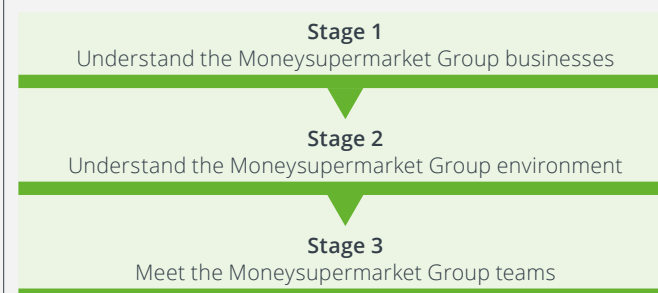 Stage 1
Understand the Moneysupermarket Group businesses
Stage 2
Understand the Moneysupermarket Group environment
Stage 3
Meet the Moneysupermarket Group teams